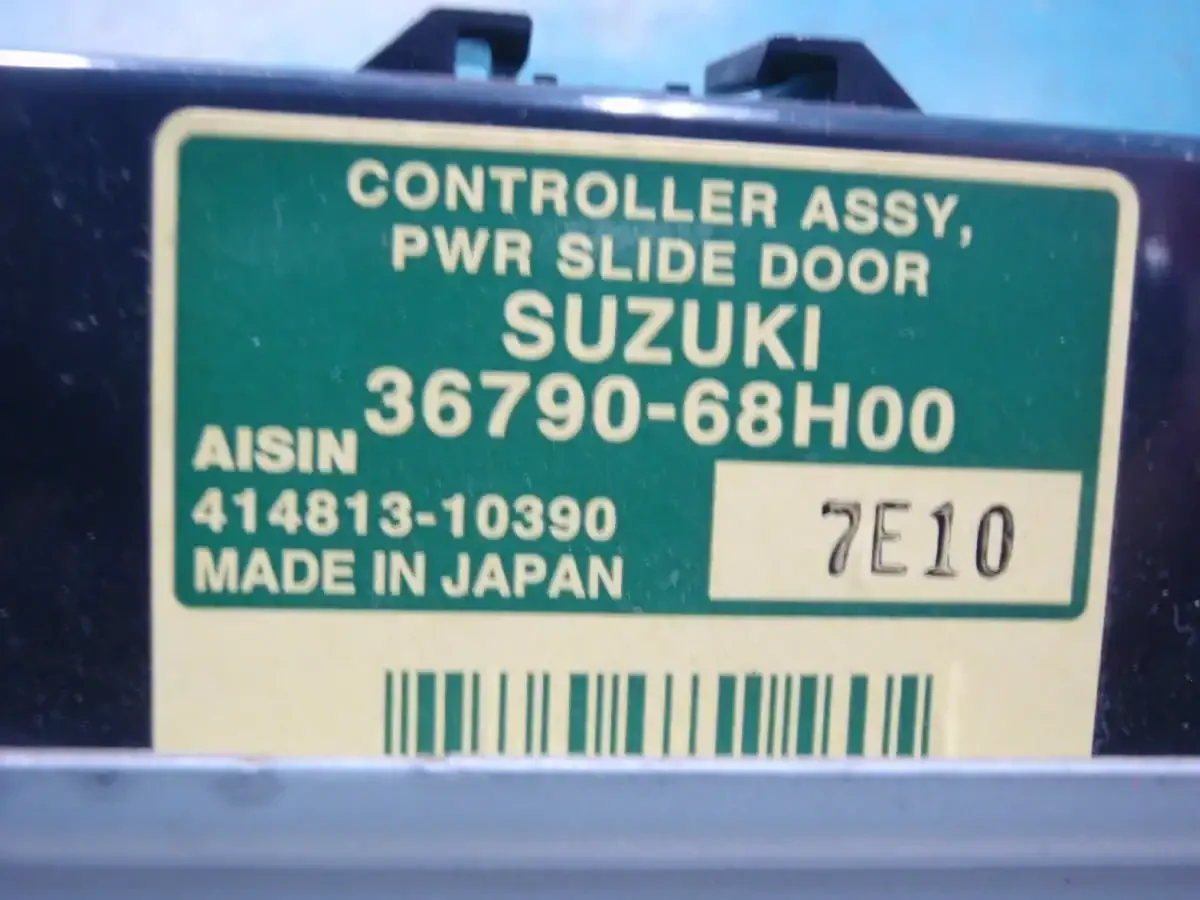 CONTROLLER ASSY,
PWR SLIDE DOOR
SUZUKI
36790-68H00
AISIN
414813-10390
7E10
MADE IN JAPAN